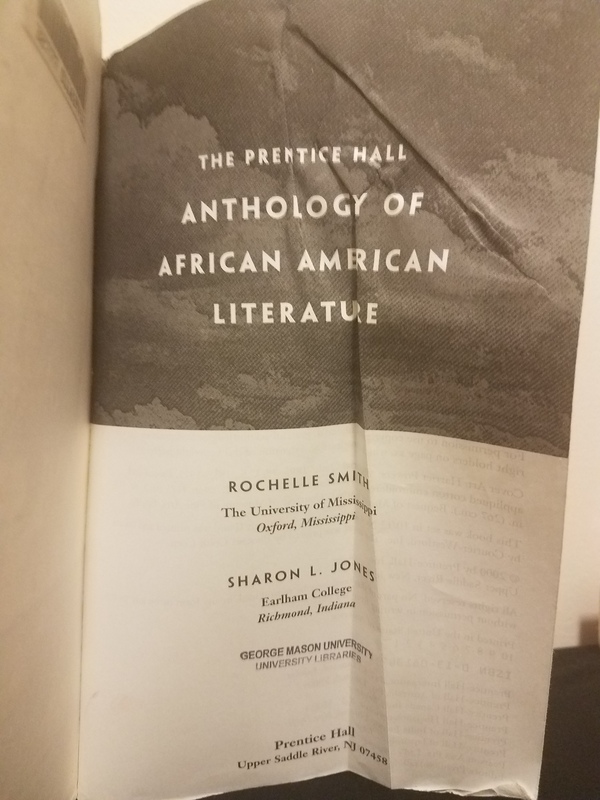 THE PRENTICE HALL
ANTHOLOGY OF
AFRICAN AMERICAN
LITERATURE
ROCHELLE SMITH
The University of Mississippi
Oxford, Mississippi
SHARON L. JONES
Earlham College
Richmond, Indiana
GEORGE MASON UNIVERSITY
UNIVERSITY LIBRARIES
Prentice Hall
Upper Saddle River, NJ 07458